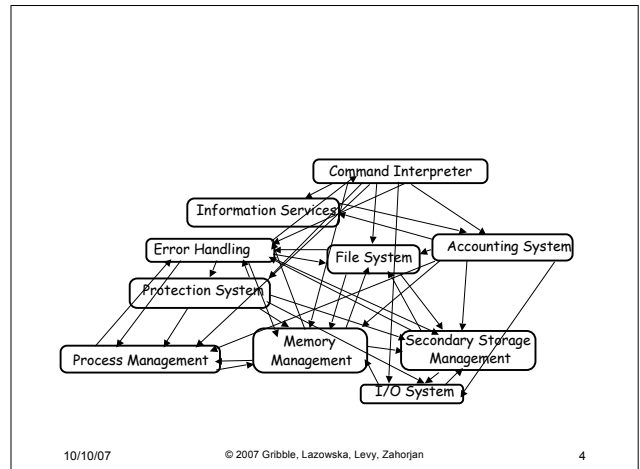 Command Interpreter
Information Services
Error Handling
File System
Accounting System
Protection System
Memory
Management
Secondary Storage
Management
Process Management
I/O System
10/10/07
© 2007 Gribble, Lazowska, Levy, Zahorjan
4